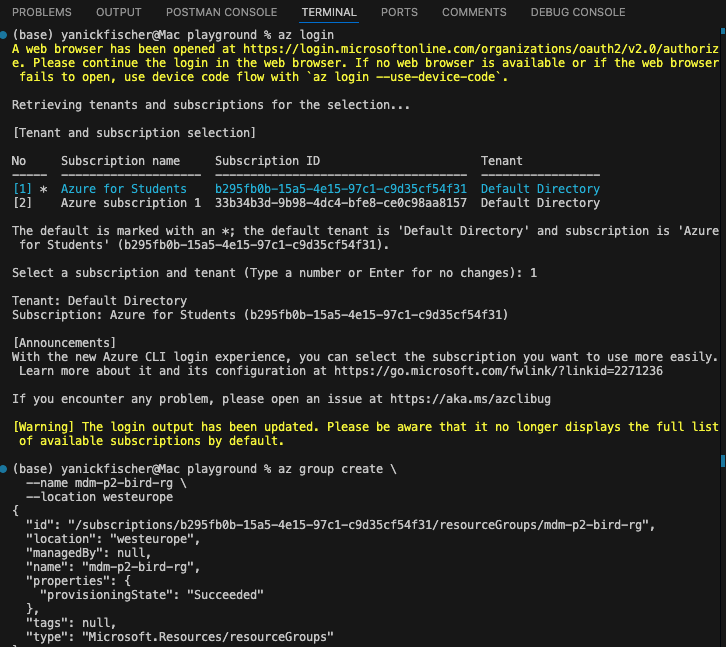 PROBLEMS OUTPUT POSTMAN CONSOLE TERMINAL PORTS COMMENTS DEBUG CONSOLE
(base) yanickfischer@Mac playground % az login
A web browser has been opened at https://login.microsoftonline.com/organizations/oauth2/v2.0/authoriz
e. Please continue the login in the web browser. If no web browser is available or if the web browser
fails to open, use device code flow with `az login --use-device-code`.
Retrieving tenants and subscriptions for the selection...
[Tenant and subscription selection]
No Subscription name Subscription ID Tenant
----- -------------------- ------------------------------------ -----------------
[1] * Azure for Students b295fb0b-15a5-4e15-97c1-c9d35cf54f31 Default Directory
[2] Azure subscription 1 33b34b3d-9b98-4dc4-bfe8-ce0c98aa8157 Default Directory
The default is marked with an *; the default tenant is 'Default Directory' and subscription is 'Azure
for Students' (b295fb0b-15a5-4e15-97c1-c9d35cf54f31).
Select a subscription and tenant (Type a number or Enter for no changes): 1
Tenant: Default Directory
Subscription: Azure for Students (b295fb0b-15a5-4e15-97c1-c9d35cf54f31)
[Announcements]
With the new Azure CLI login experience, you can select the subscription you want to use more easily.
Learn more about it and its configuration at https://go.microsoft.com/fwlink/?linkid=2271236
If you encounter any problem, please open an issue at https://aka.ms/azclibug
[Warning] The login output has been updated. Please be aware that it no longer displays the full list
of available subscriptions by default.
(base) yanickfischer@Mac playground % az group create \
--name mdm-p2-bird-rg \
--location westeurope
{
"id": "/subscriptions/b295fb0b-15a5-4e15-97c1-c9d35cf54f31/resourceGroups/mdm-p2-bird-rg",
"location": "westeurope",
"managedBy": null,
"name": "mdm-p2-bird-rg",
"properties": {
"provisioningState": "Succeeded"
},
"tags": null,
"type": "Microsoft.Resources/resourceGroups"